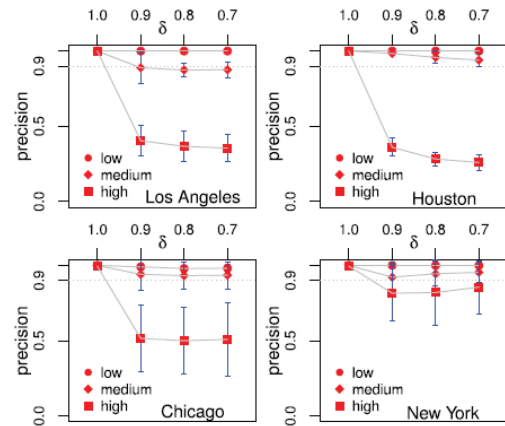 δ
1.0 0.9 0.8 0.7
precision
0.0 0.5 0.9
low
medium
high
Los Angeles
δ
1.0 0.9 0.8 0.7
precision
0.0 0.5 0.9
low
medium
high
Houston
δ
1.0 0.9 0.8 0.7
precision
0.0 0.5 0.9
low
medium
high
Chicago
δ
1.0 0.9 0.8 0.7
precision
0.0 0.5 0.9
low
medium
high
New York